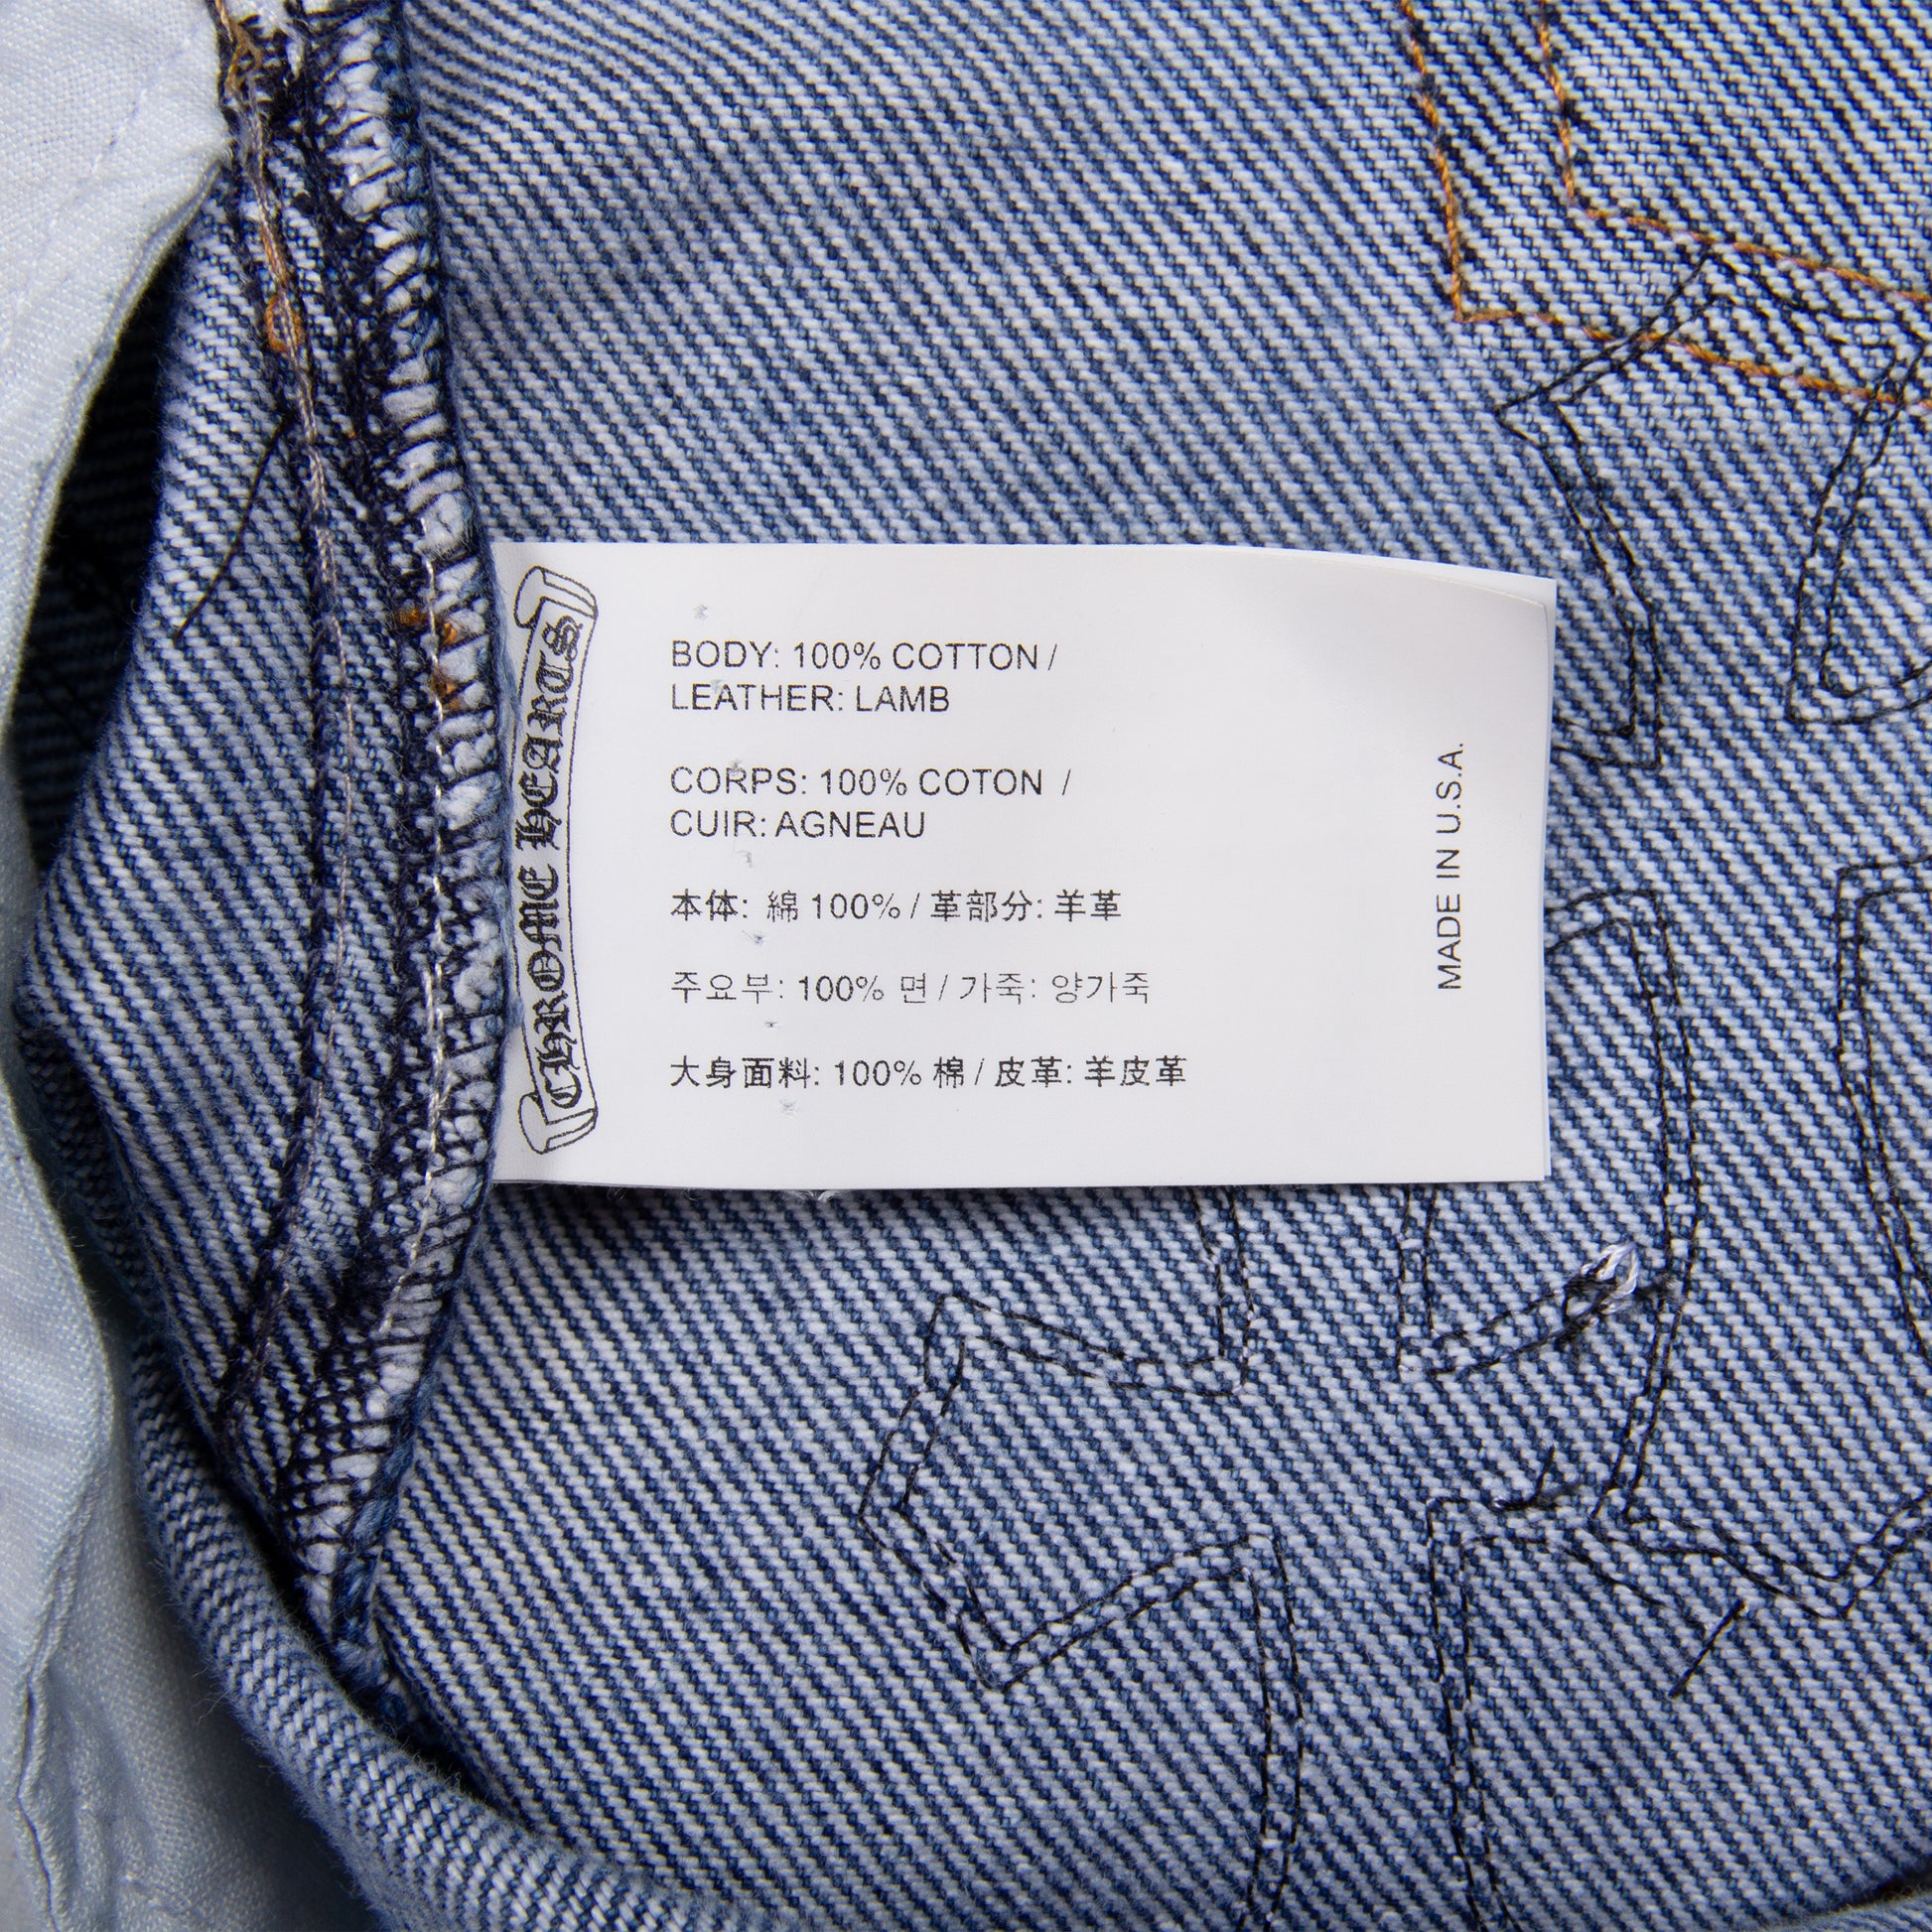 CHROME HEARTS
BODY: 100% COTTON /
LEATHER: LAMB
CORPS: 100% COTON /
CUIR: AGNEAU
本体: 綿 100% / 革部分: 羊革
주요부: 100% 면 / 가죽: 양가죽
大身面料: 100% 棉 / 皮革: 羊皮革
MADE IN U.S.A.